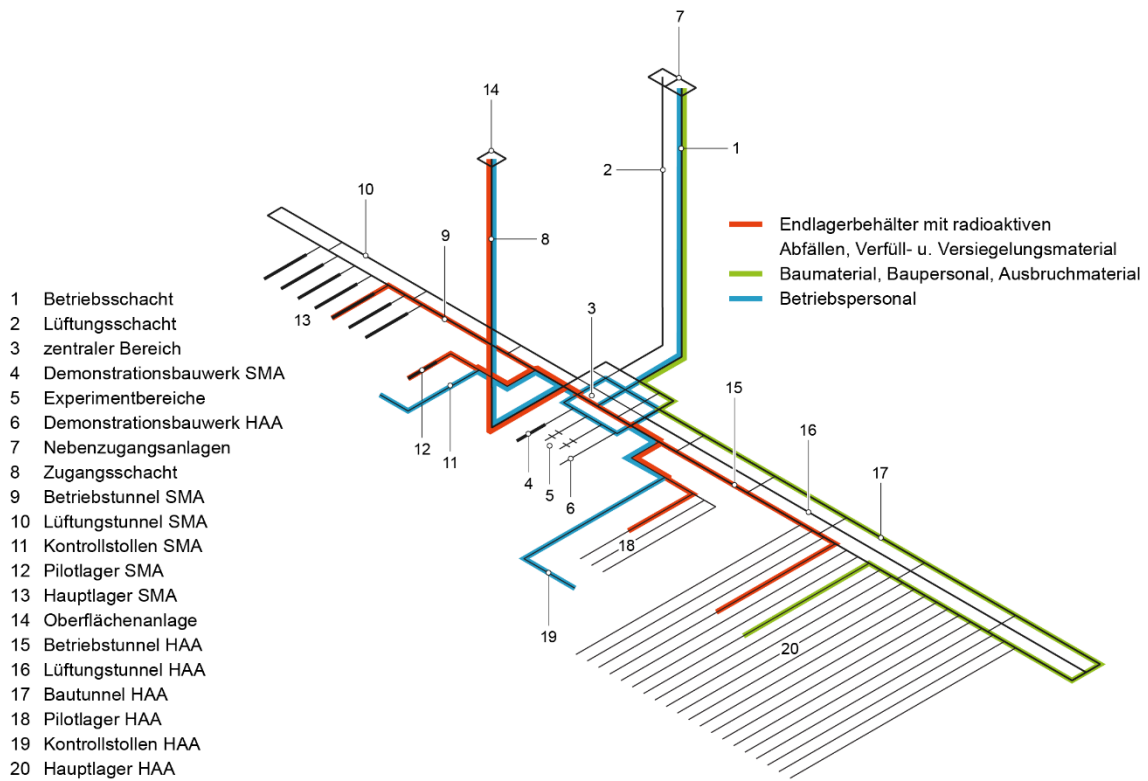 7
14
1
2
10
9
8
Endlagerbehälter mit radioaktiven
Abfällen, Verfüll- u. Versiegelungsmaterial
Baumaterial, Baupersonal, Ausbruchmaterial
Betriebspersonal
13
3
12
11
4
5
6
15
16
17
18
19
20
1 Betriebsschacht
2 Lüftungsschacht
3 zentraler Bereich
4 Demonstrationsbauwerk SMA
5 Experimentbereiche
6 Demonstrationsbauwerk HAA
7 Nebenzugangsanlagen
8 Zugangsschacht
9 Betriebstunnel SMA
10 Lüftungstunnel SMA
11 Kontrollstollen SMA
12 Pilotlager SMA
13 Hauptlager SMA
14 Oberflächenanlage
15 Betriebstunnel HAA
16 Lüftungstunnel HAA
17 Bautunnel HAA
18 Pilotlager HAA
19 Kontrollstollen HAA
20 Hauptlager HAA